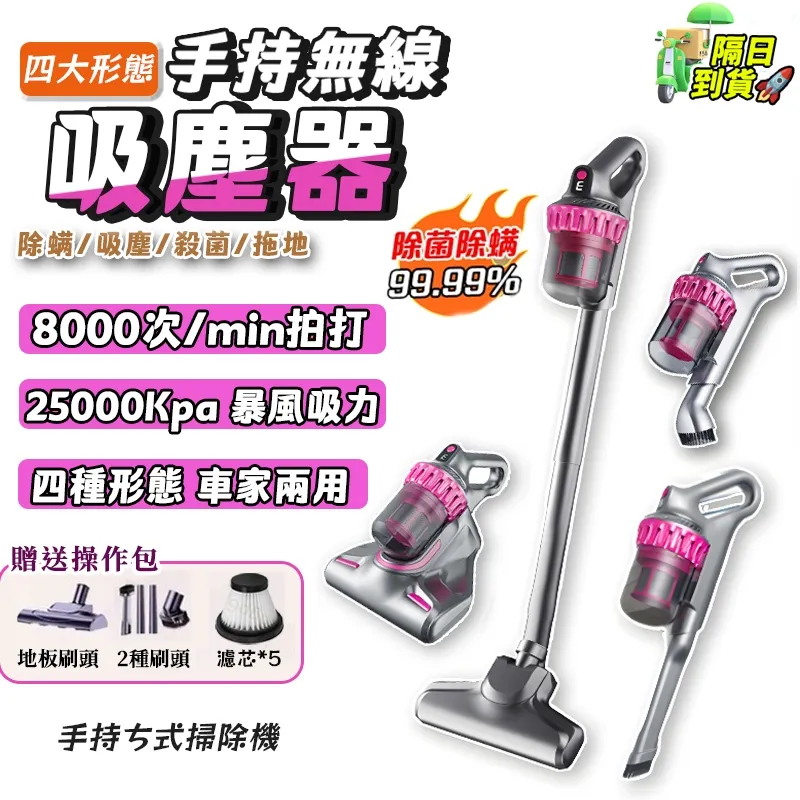 四大形態 手持無線
吸塵器
除螨/吸塵/殺菌/拖地
隔日
到貨
除菌除螨
99.99%
8000次/min拍打
25000Kpa 暴風吸力
四種形態 車家兩用
贈送操作包
地板刷頭 2種刷頭 濾芯*5
手持ち式掃除機